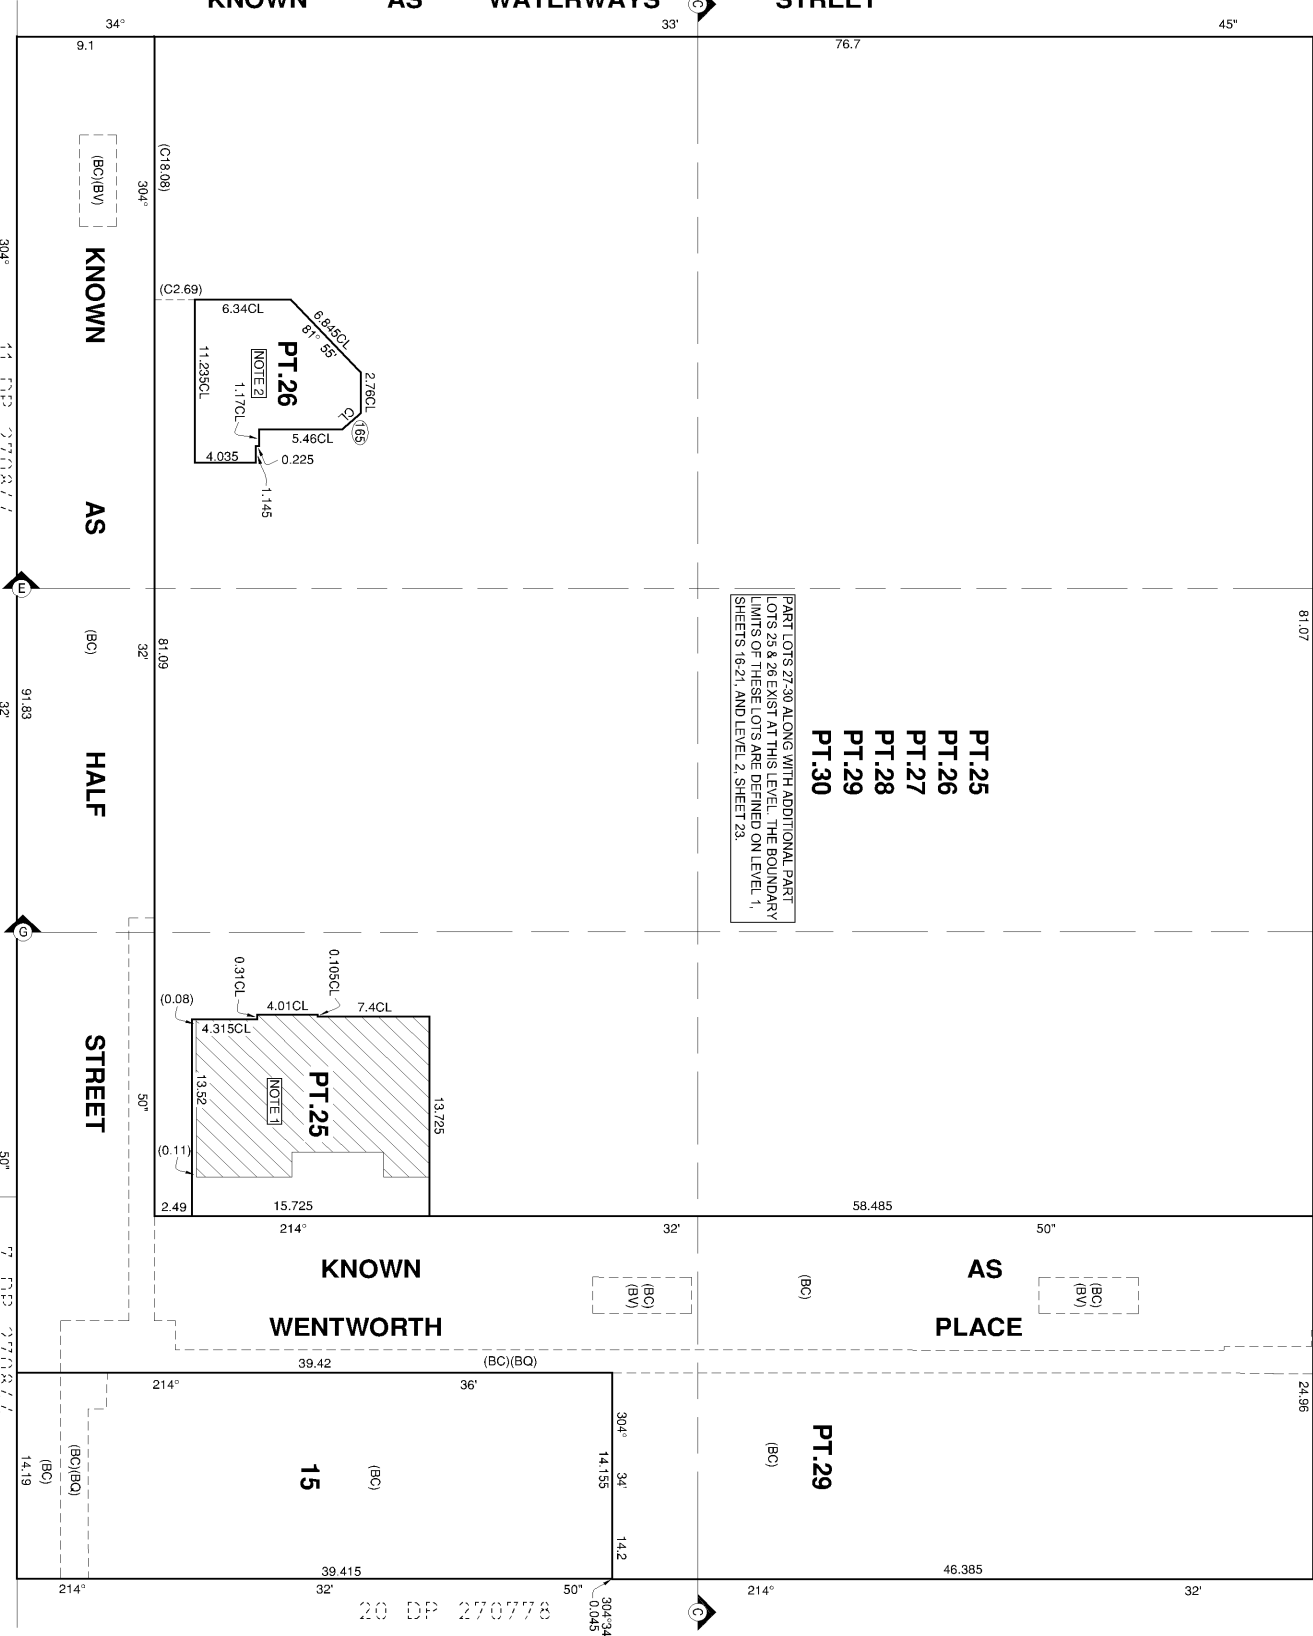 KNOWN AS WATERWAYS STREET
C
34° 33' 45"
9.1 76.7
(BC)(BV)
304°
(C18.08)
304°
KNOWN AS HALF STREET
(C2.69)
6.34CL
6.845CL
81° 55'
2.76CL
CL
165
5.46CL
PT.26
NOTE 2
11.235CL
1.17CL
4.035
0.225
1.145
E
(BC)
32'
81.09
91.83
32'
81.07
PART LOTS 27-30 ALONG WITH ADDITIONAL PART
LOTS 25 & 26 EXIST AT THIS LEVEL. THE BOUNDARY
LIMITS OF THESE LOTS ARE DEFINED ON LEVEL 1,
SHEETS 16-21, AND LEVEL 2, SHEET 23.
PT.25
PT.26
PT.27
PT.28
PT.29
PT.30
G
0.31CL
0.105CL
(0.08)
4.01CL
7.4CL
4.315CL
PT.25
NOTE 1
13.52
13.725
50"
50"
(0.11)
2.49 15.725 58.485
214° 32' 50"
KNOWN AS
WENTWORTH PLACE
(BC)
(BV)
(BC)
(BC)
(BV)
39.42 (BC)(BQ)
214° 36'
24.96
304° 34'
14.155
14.2
PT.29
(BC)
15
(BC)
14.19
(BC)
(BC)(BQ)
39.415 46.385
214° 32' 50" 214° 32'
304°34'
0.045
20 DP 270778
C